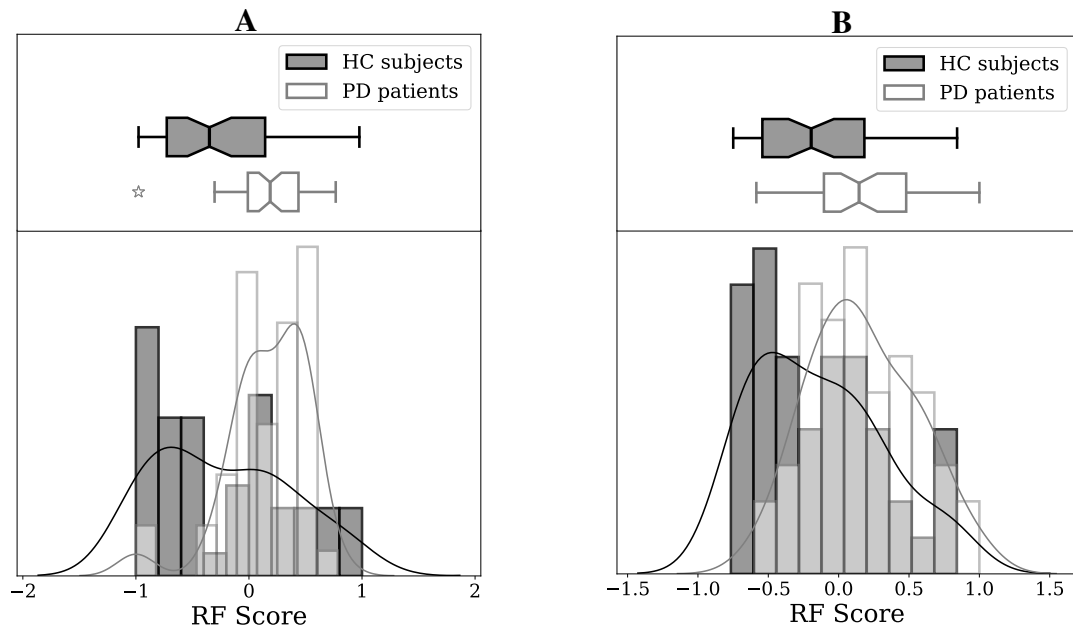 A
HC subjects
PD patients
−2 −1 0 1 2
RF Score
B
HC subjects
PD patients
−1.5 −1.0 −0.5 0.0 0.5 1.0 1.5
RF Score